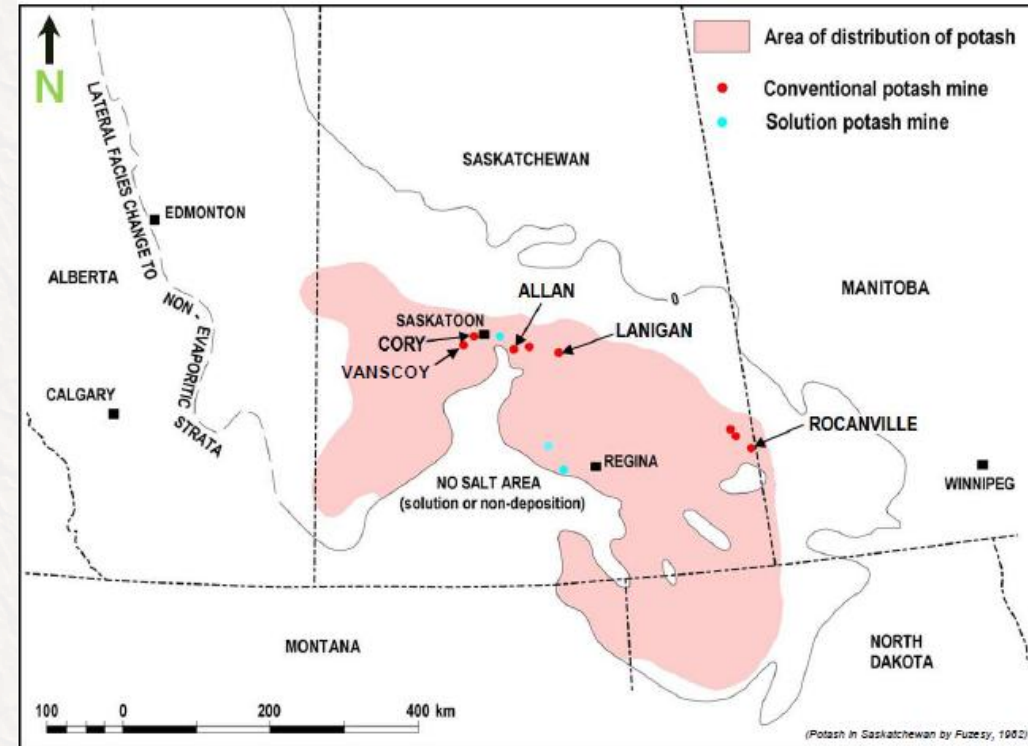 N
Area of distribution of potash
Conventional potash mine
Solution potash mine
LATERAL FACIES CHANGE TO
NON - EVAPORITIC
STRATA
SASKATCHEWAN
EDMONTON
ALBERTA
MANITOBA
0
ALLAN
SASKATOON
CORY
LANIGAN
VANSCOY
CALGARY
ROCANVILLE
REGINA
NO SALT AREA
(solution or non-deposition)
WINNIPEG
MONTANA
NORTH
DAKOTA
100 0 200 400 km
(Potash in Saskatchewan by Fuzesy, 1982)